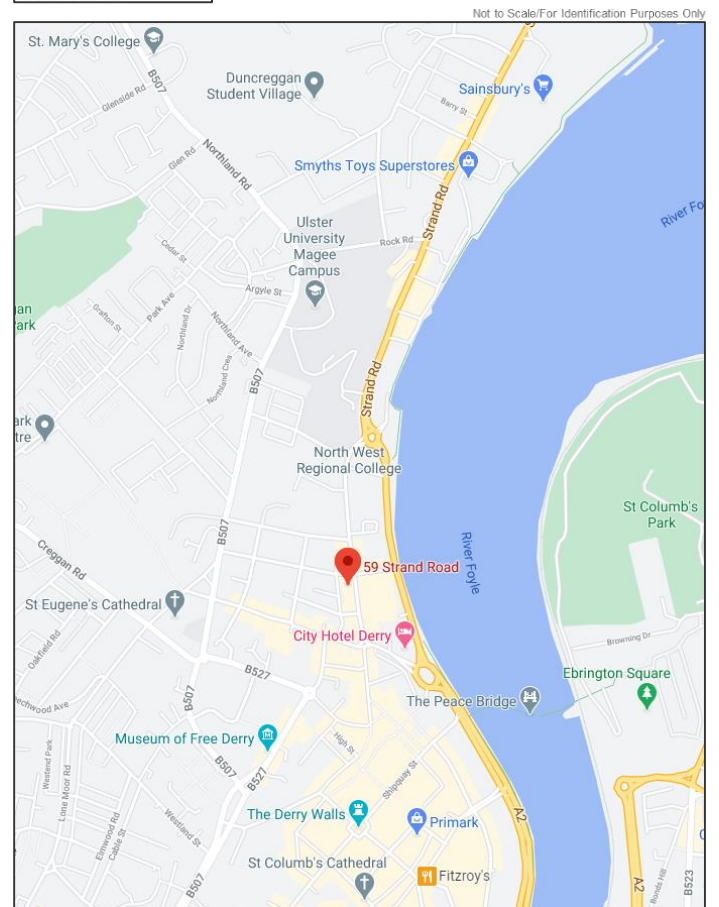 Not to Scale/For Identification Purposes Only
St. Mary's College
B507
Duncreggan
Student Village
Sainsbury's
Glenside Rd
Barry St
Northland Rd
Glen Rd
Smyths Toys Superstores
Strand Rd
River Fo
Ulster
University
Magee
Campus
Rock Rd
Cedar St
Argyle St
Park Ave
an
ark
Grafton St
Northland Dr
Northland Ave
Northland Cres
B507
Strand Rd
ark
tre
North West
Regional College
St Columb's
Park
B507
River Foyle
Creggan Rd
59 Strand Road
St Eugene's Cathedral
City Hotel Derry
Browning Dr
Oakfield Rd
B527
Ebrington Square
The Peace Bridge
eechwood Ave
B507
Museum of Free Derry
High St
B507
B527
Shipquay St
Westend Park
Lone Moor Rd
Elmwood Rd
Cable St
Westland St
The Derry Walls
Primark
A2
St Columb's Cathedral
Fitzroy's
B507
A2
Bonds Hill
B523